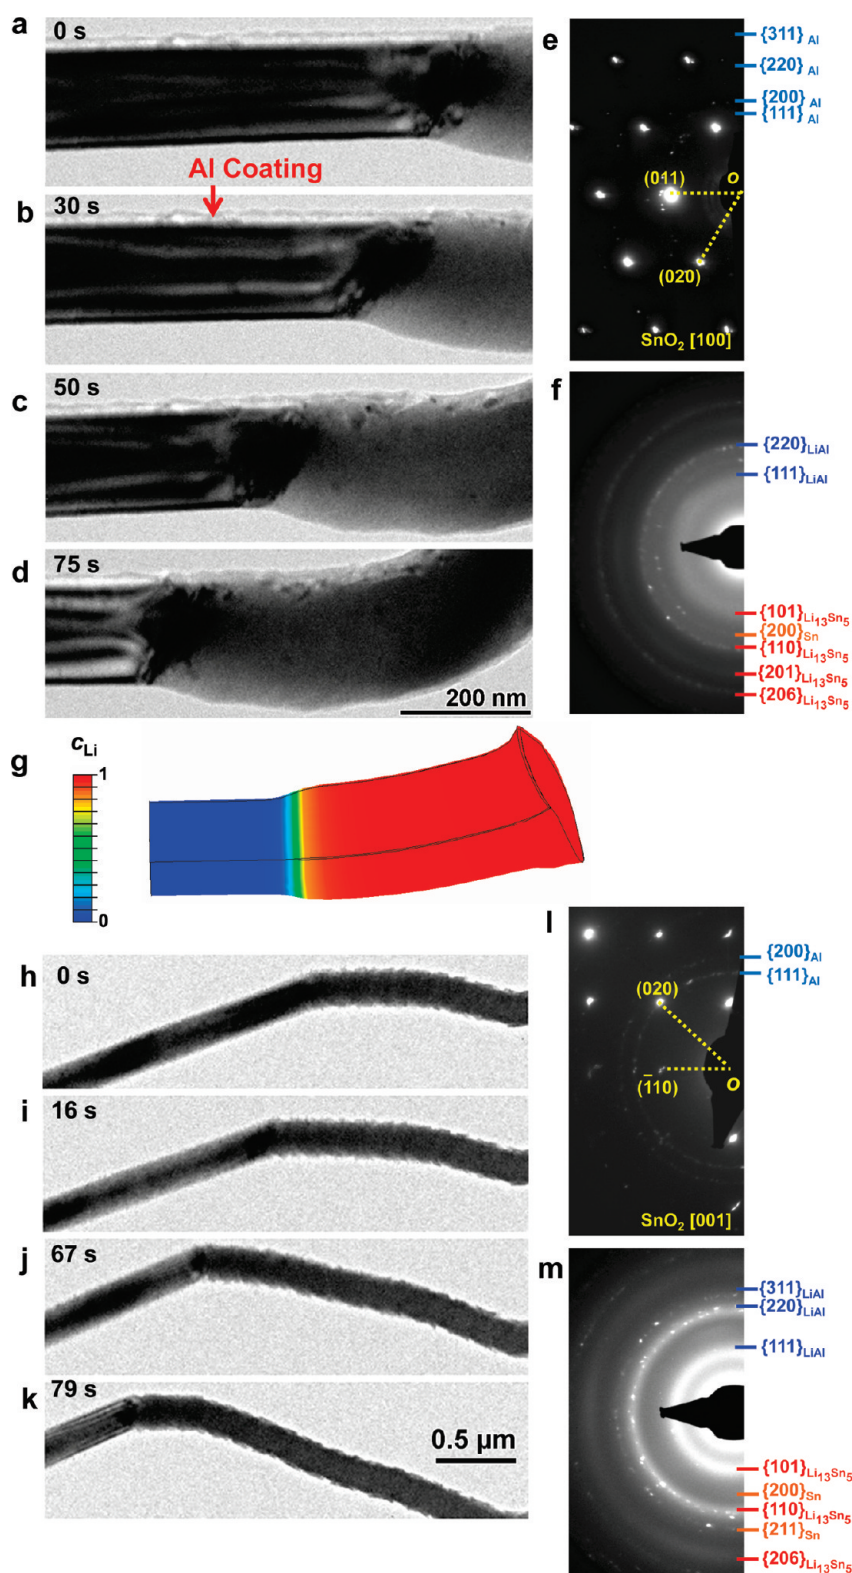 a
0 s
Al Coating
b
30 s
c
50 s
d
75 s
200 nm
e
{311}Al
{220}Al
{200}Al
{111}Al
(011)
o
(020)
SnO2 [100]
f
{220}LiAl
{111}LiAl
{101}Li13Sn5
{200}Sn
{110}Li13Sn5
{201}Li13Sn5
{206}Li13Sn5
g
cLi
1
0
h
0 s
i
16 s
j
67 s
k
79 s
0.5 μm
l
{200}Al
{111}Al
(020)
(1̄10)
o
SnO2 [001]
m
{311}LiAl
{220}LiAl
{111}LiAl
{101}Li13Sn5
{200}Sn
{110}Li13Sn5
{211}Sn
{206}Li13Sn5